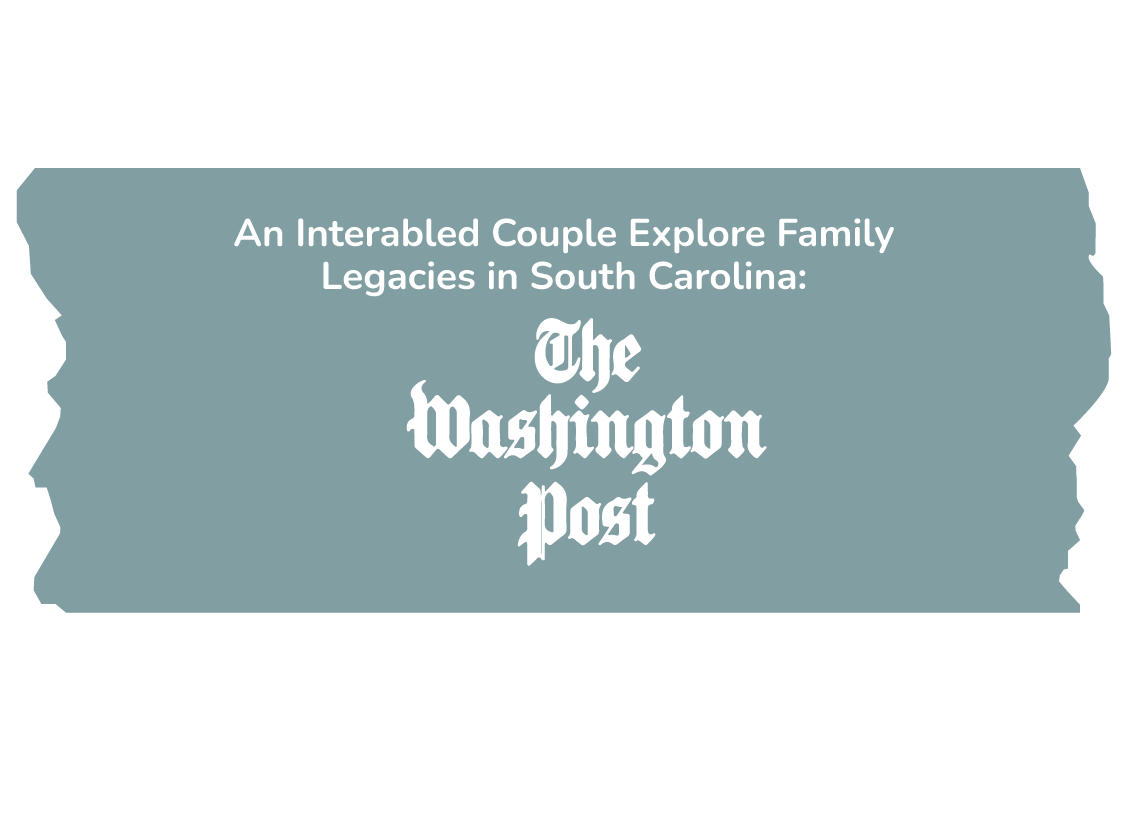 An Interabled Couple Explore Family
Legacies in South Carolina:
The
Washington
Post